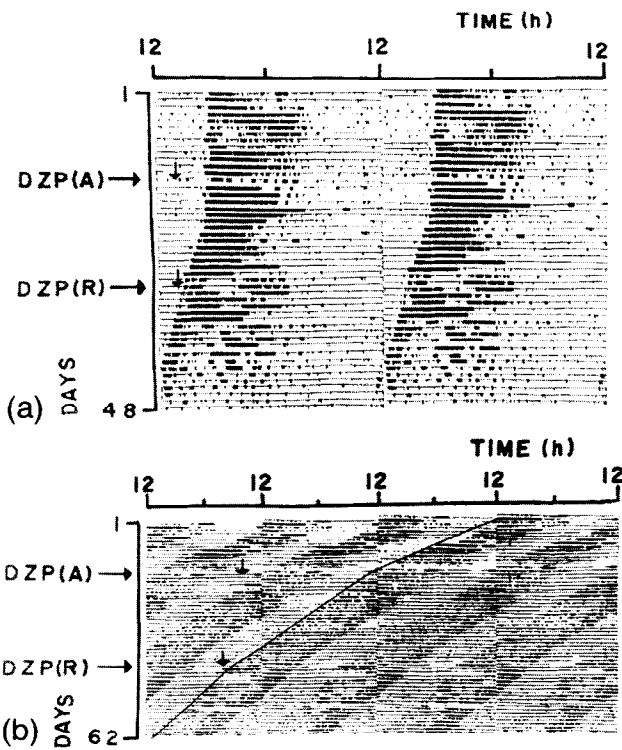 TIME (h)
12 12 12
1
DZP(A)
DZP(R)
DAYS
48
(a)
TIME (h)
12 12 12 12 12
1
DZP(A)
DZP(R)
DAYS
62
(b)